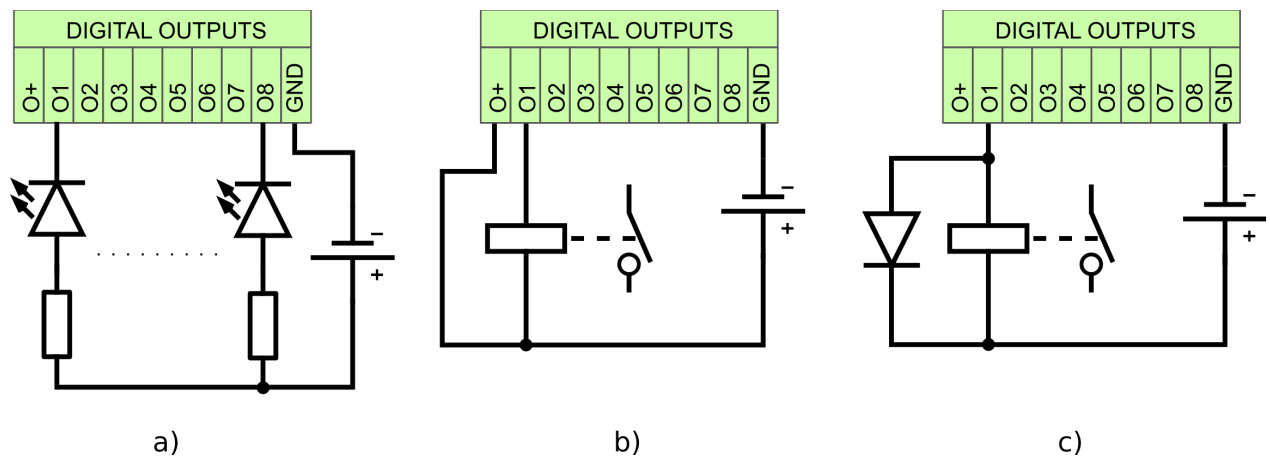 DIGITAL OUTPUTS
O+ O1 O2 O3 O4 O5 O6 O7 O8 GND
−
+
a)
DIGITAL OUTPUTS
O+ O1 O2 O3 O4 O5 O6 O7 O8 GND
−
+
b)
DIGITAL OUTPUTS
O+ O1 O2 O3 O4 O5 O6 O7 O8 GND
−
+
c)